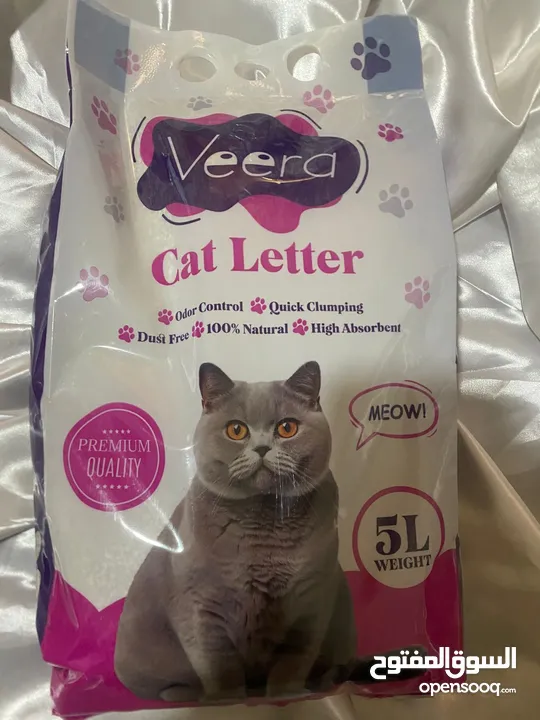 Veera
Cat Letter
Odor Control Quick Clumping
Dust Free 100% Natural High Absorbent
MEOW!
PREMIUM
QUALITY
5L
WEIGHT
السوق المفتوح
opensooq.com